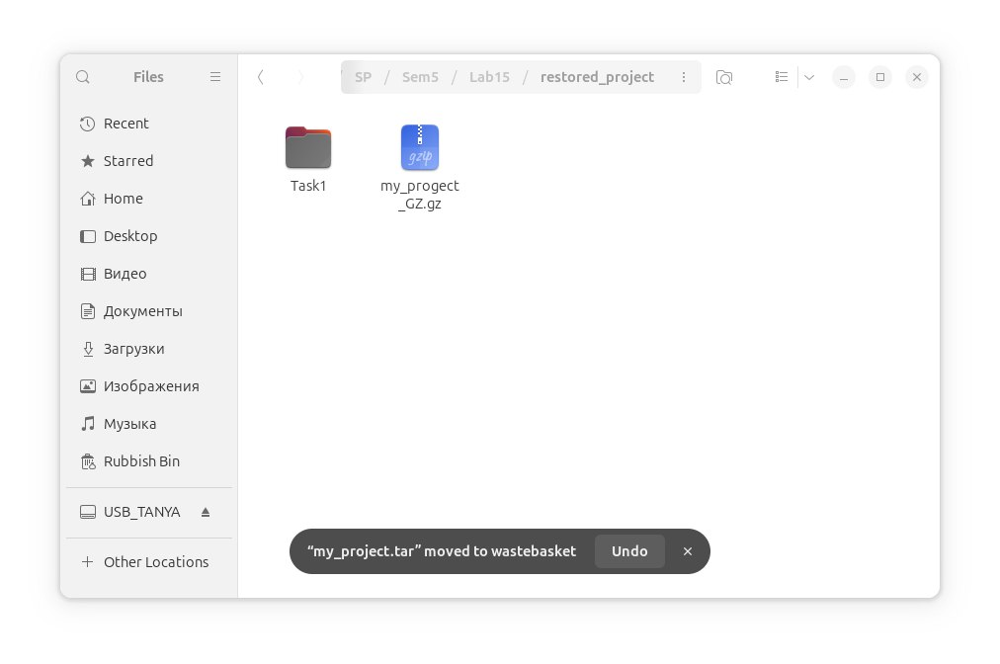 Files
SP / Sem5 / Lab15 / restored_project
Recent
Starred
Home
Desktop
Видео
Документы
Загрузки
Изображения
Музыка
Rubbish Bin
USB_TANYA
Other Locations
Task1
gzip
my_progect
_GZ.gz
“my_project.tar” moved to wastebasket
Undo